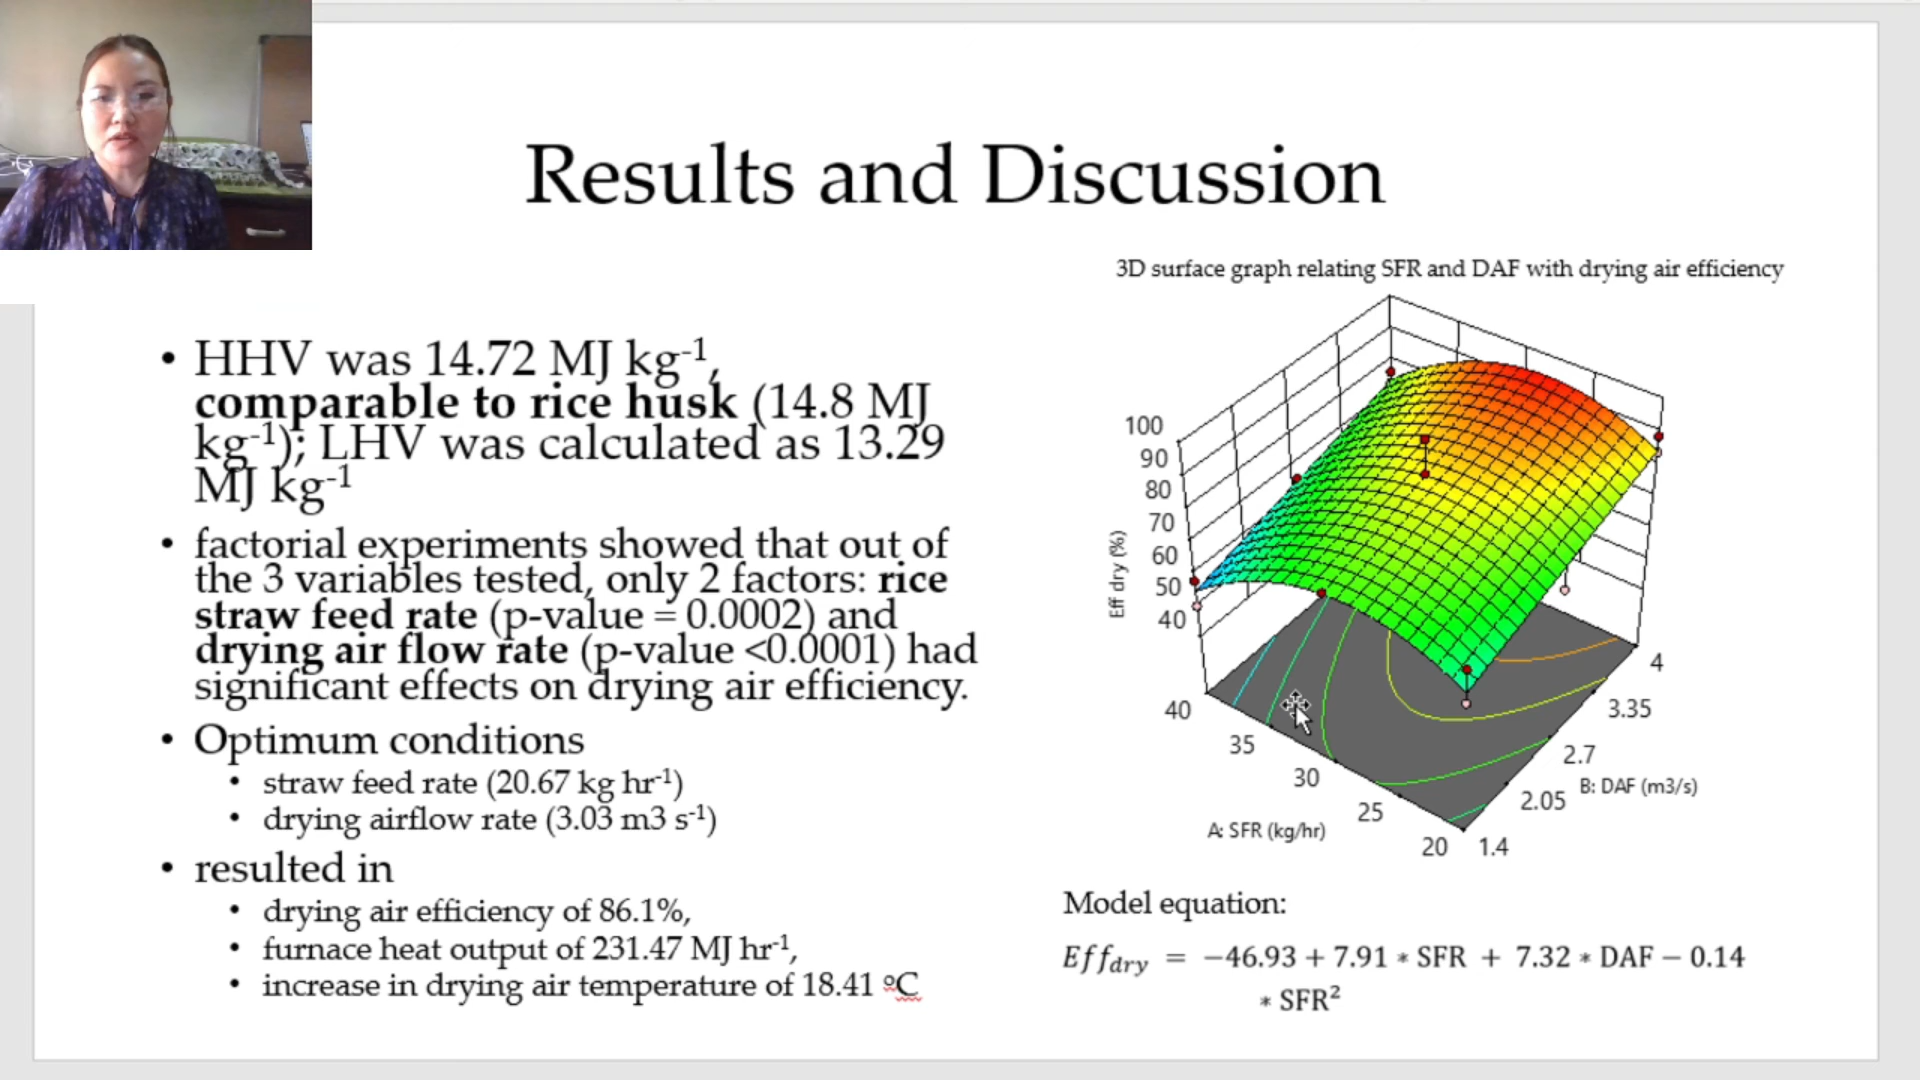 Results and Discussion
• HHV was 14.72 MJ kg⁻¹,
comparable to rice husk (14.8 MJ
kg⁻¹); LHV was calculated as 13.29
MJ kg⁻¹
• factorial experiments showed that out of
the 3 variables tested, only 2 factors: rice
straw feed rate (p-value = 0.0002) and
drying air flow rate (p-value <0.0001) had
significant effects on drying air efficiency.
• Optimum conditions
• straw feed rate (20.67 kg hr⁻¹)
• drying airflow rate (3.03 m3 s⁻¹)
• resulted in
• drying air efficiency of 86.1%,
• furnace heat output of 231.47 MJ hr⁻¹,
• increase in drying air temperature of 18.41 ºC
3D surface graph relating SFR and DAF with drying air efficiency
100
90
80
70
60
50
40
Eff dry (%)
40
35
30
25
20
A: SFR (kg/hr)
4
3.35
2.7
2.05
1.4
B: DAF (m3/s)
Model equation:
Eff_dry = −46.93 + 7.91 * SFR + 7.32 * DAF − 0.14
* SFR²